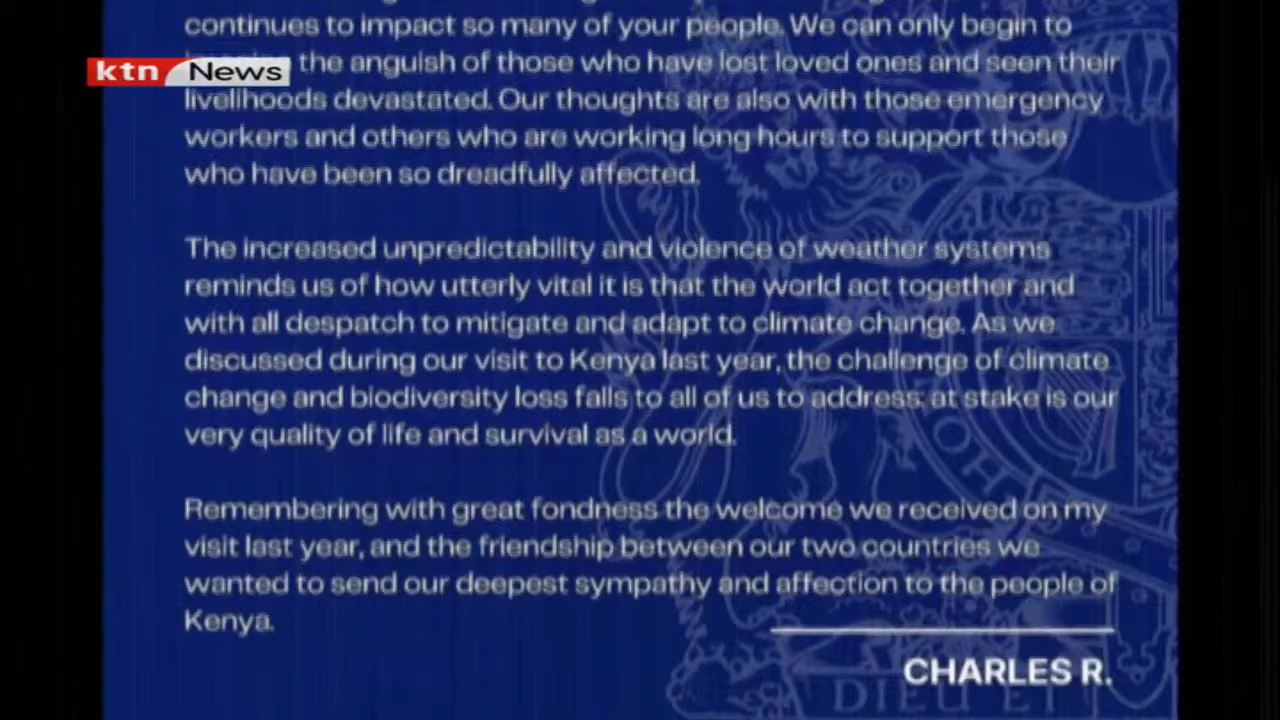 continues to impact so many of your people. We can only begin to
ktn News
the anguish of those who have lost loved ones and seen their
livelihoods devastated. Our thoughts are also with those emergency
workers and others who are working long hours to support those
who have been so dreadfully affected.
The increased unpredictability and violence of weather systems
reminds us of how utterly vital it is that the world act together and
with all despatch to mitigate and adapt to climate change. As we
discussed during our visit to Kenya last year, the challenge of climate
change and biodiversity loss falls to all of us to address: at stake is our
very quality of life and survival as a world.
Remembering with great fondness the welcome we received on my
visit last year, and the friendship between our two countries we
wanted to send our deepest sympathy and affection to the people of
Kenya.
CHARLES R.
DIEU ET